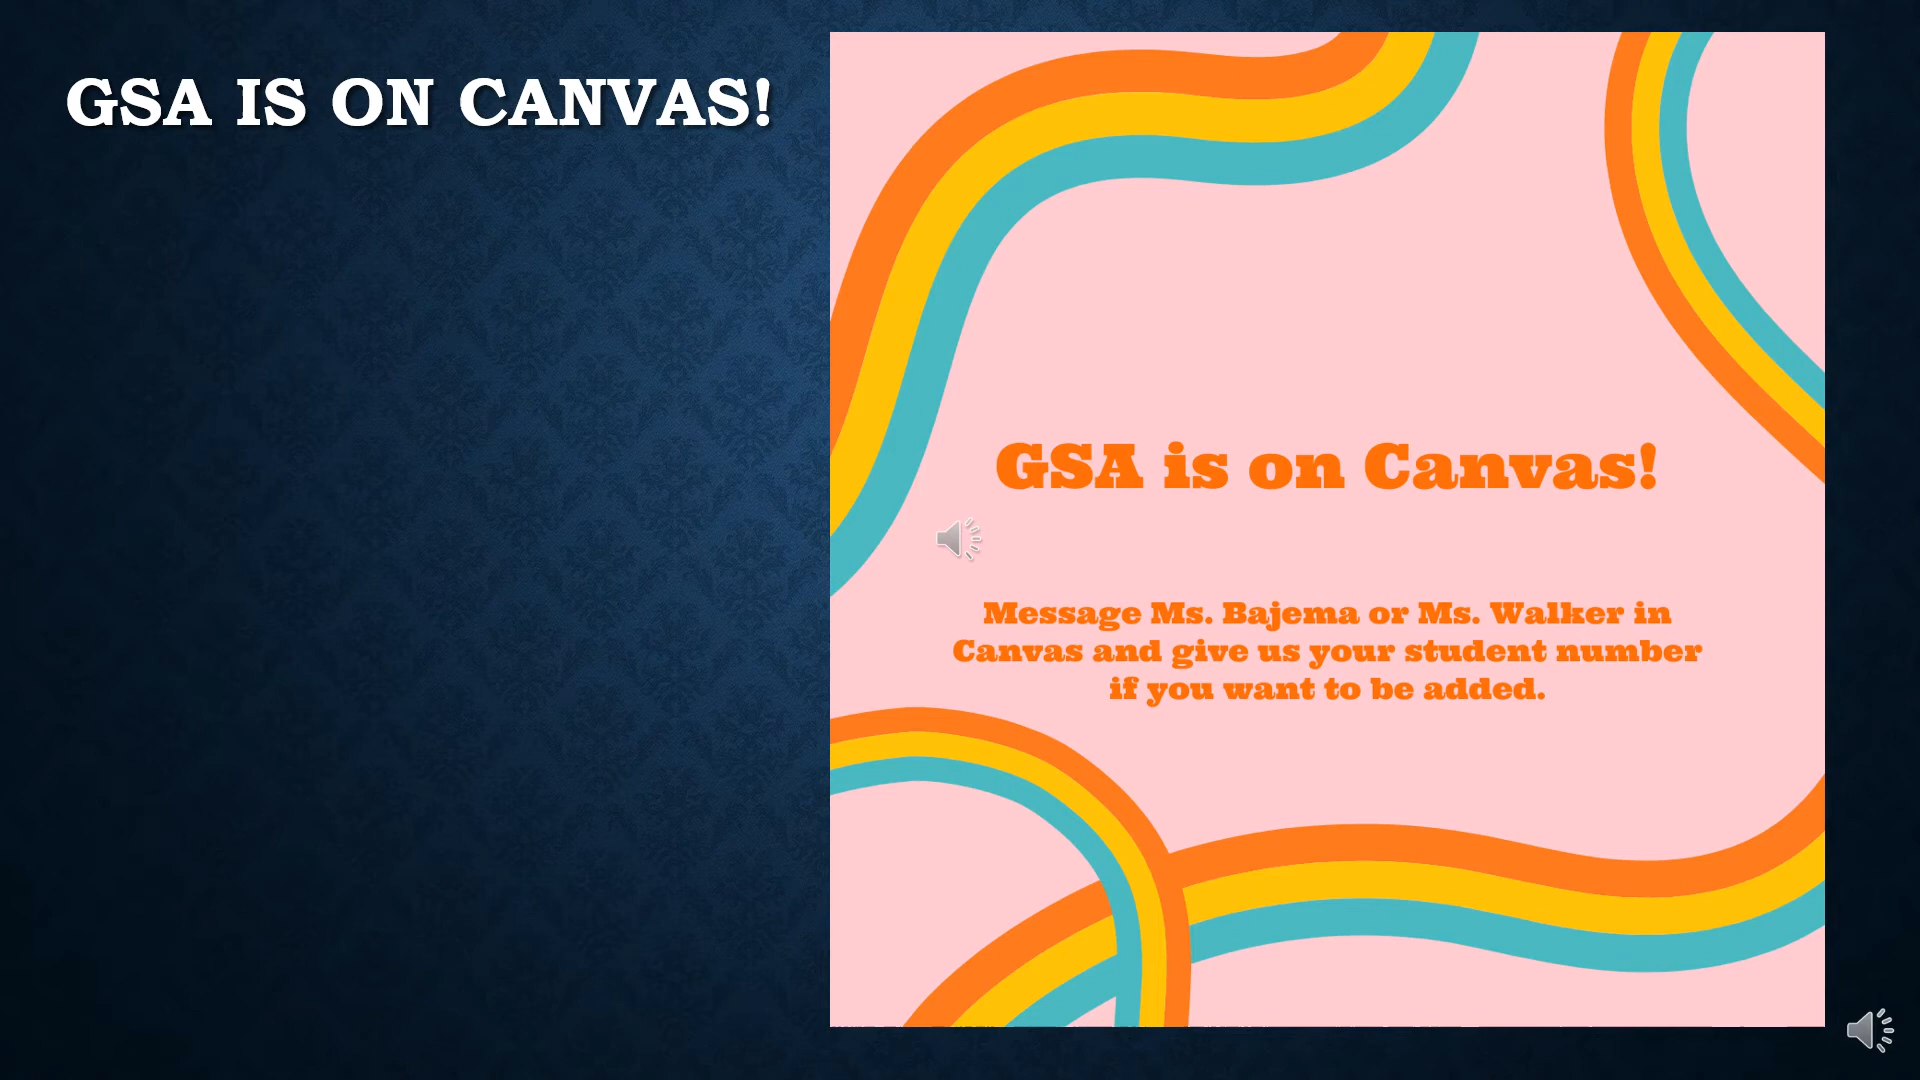 GSA IS ON CANVAS!
GSA is on Canvas!
Message Ms. Bajema or Ms. Walker in
Canvas and give us your student number
if you want to be added.